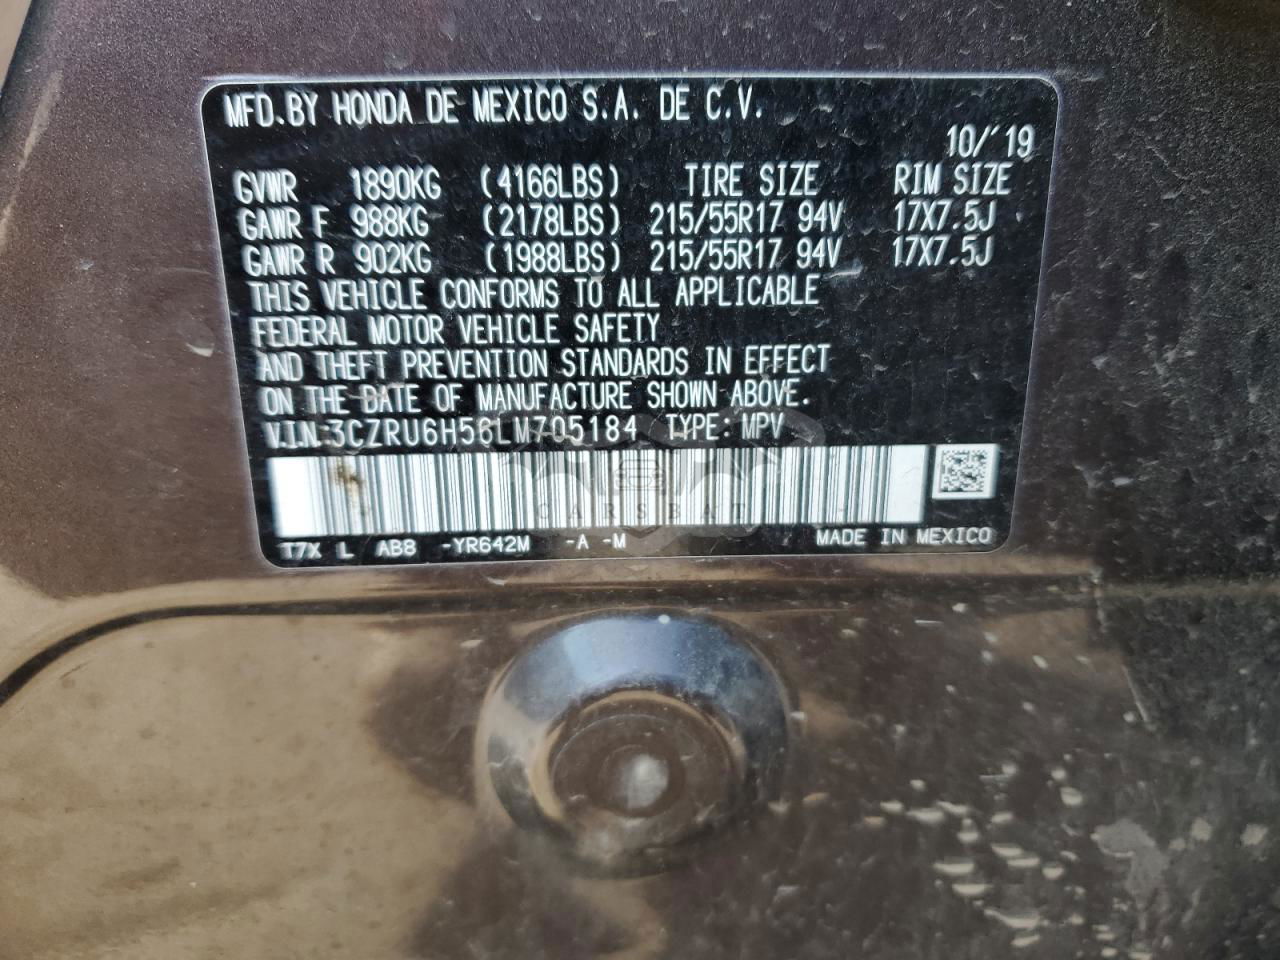 MFD. BY HONDA DE MEXICO S.A. DE C.V.
10/'19
GVWR 1890KG (4166LBS) TIRE SIZE RIM SIZE
GAWR F 988KG (2178LBS) 215/55R17 94V 17X7.5J
GAWR R 902KG (1988LBS) 215/55R17 94V 17X7.5J
THIS VEHICLE CONFORMS TO ALL APPLICABLE
FEDERAL MOTOR VEHICLE SAFETY
AND THEFT PREVENTION STANDARDS IN EFFECT
ON THE DATE OF MANUFACTURE SHOWN ABOVE.
V.I.N. 3CZRU6H56LM705184 TYPE: MPV
CARSBAT
T7X L AB8 -YR642M -A -M MADE IN MEXICO